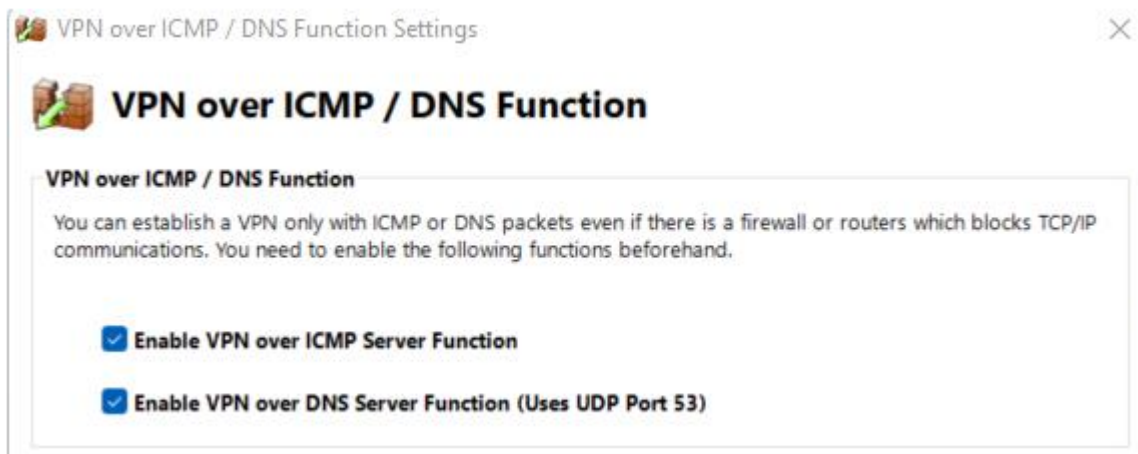 VPN over ICMP / DNS Function Settings
VPN over ICMP / DNS Function
VPN over ICMP / DNS Function
You can establish a VPN only with ICMP or DNS packets even if there is a firewall or routers which blocks TCP/IP
communications. You need to enable the following functions beforehand.
Enable VPN over ICMP Server Function
Enable VPN over DNS Server Function (Uses UDP Port 53)